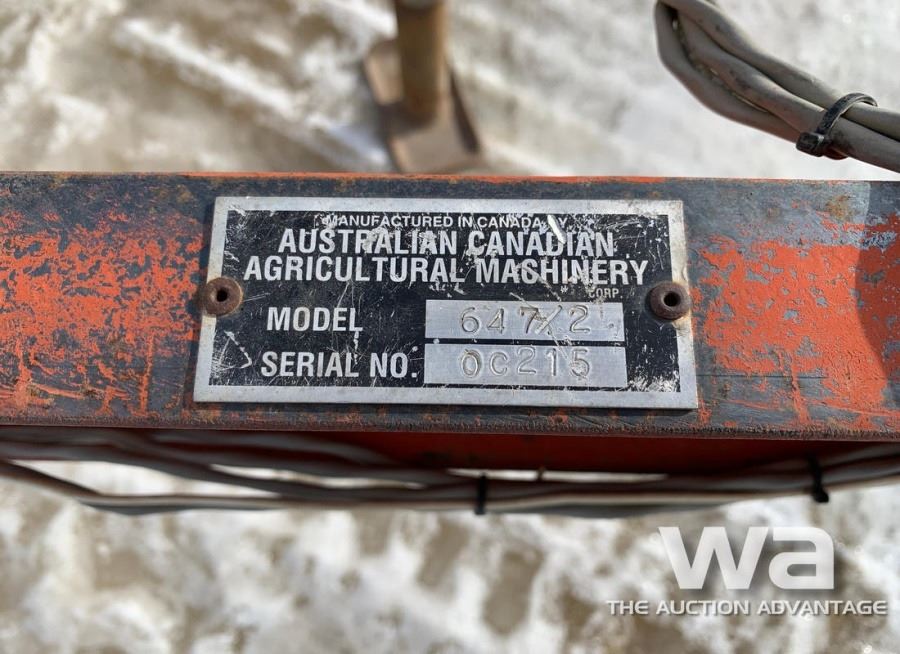 MANUFACTURED IN CANADA BY
AUSTRALIAN CANADIAN
AGRICULTURAL MACHINERY
CORP.
MODEL 647/2
SERIAL NO. 0C215
wa
THE AUCTION ADVANTAGE